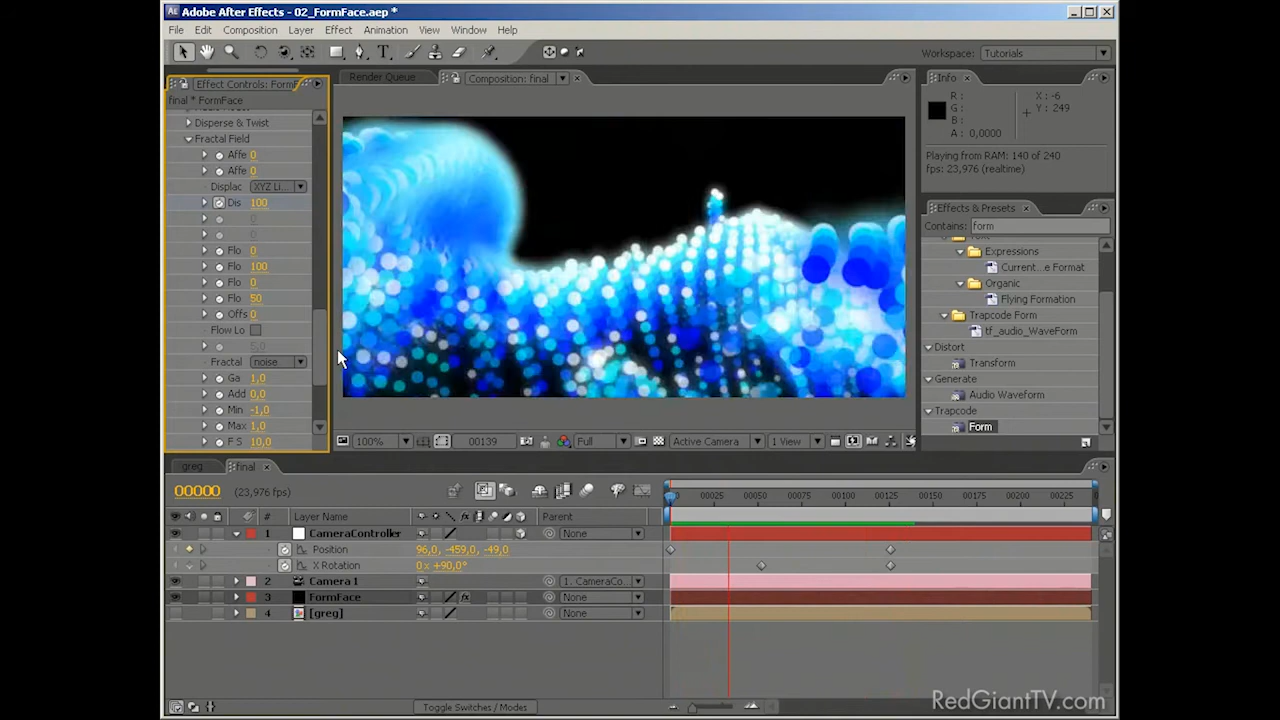 Adobe After Effects - 02_FormFace.aep *
File Edit Composition Layer Effect Animation View Window Help
Workspace: Tutorials
Effect Controls: FormF
Render Queue
Composition: final
Info
final * FormFace
Disperse & Twist
Fractal Field
Affe 0
Affe 0
Displac XYZ Li...
Dis 100
0
0
Flo 0
Flo 100
Flo 0
Flo 50
Offs 0
Flow Lo
5,0
Fractal noise
Ga 1,0
Add 0,0
Min -1,0
Max 1,0
F S 10,0
R :
G :
B :
A : 0,0000
X : -6
Y : 249
Playing from RAM: 140 of 240
fps: 23,976 (realtime)
Effects & Presets
Contains: form
Expressions
Current...e Format
Organic
Flying Formation
Trapcode Form
tf_audio_WaveForm
Distort
Transform
Generate
Audio Waveform
Trapcode
Form
100% 00139 Full Active Camera 1 View
greg final
00000 (23,976 fps)
00025 00050 00075 00100 00125 00150 00175 00200 00225
# Layer Name Parent
1 CameraController None
Position 96,0, -459,0, -49,0
X Rotation 0 x +90,0°
2 Camera 1 1. CameraCo...
3 FormFace None
4 [greg] None
Toggle Switches / Modes
RedGiantTV.com